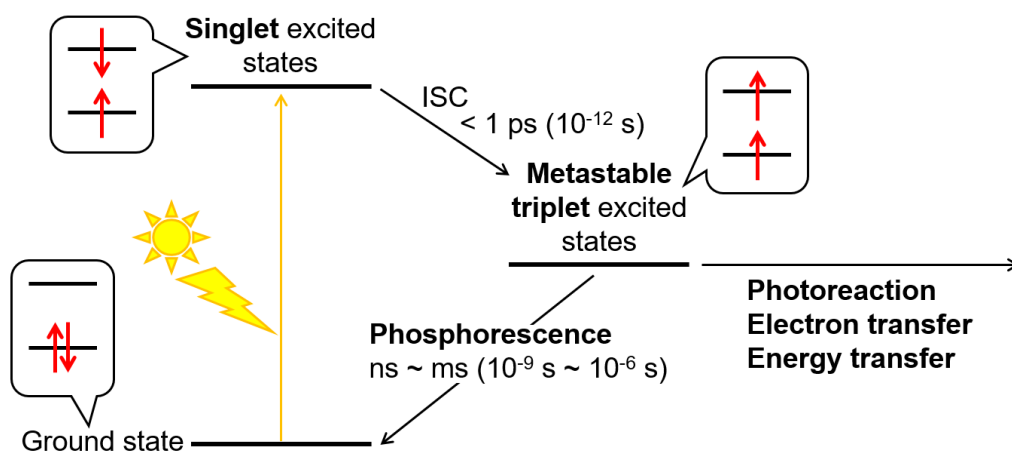 Singlet excited
states
ISC
< 1 ps (10⁻¹² s)
Metastable
triplet excited
states
Photoreaction
Electron transfer
Energy transfer
Phosphorescence
ns ~ ms (10⁻⁹ s ~ 10⁻⁶ s)
Ground state